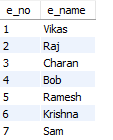 e_no e_name
1 Vikas
2 Raj
3 Charan
4 Bob
5 Ramesh
6 Krishna
7 Sam